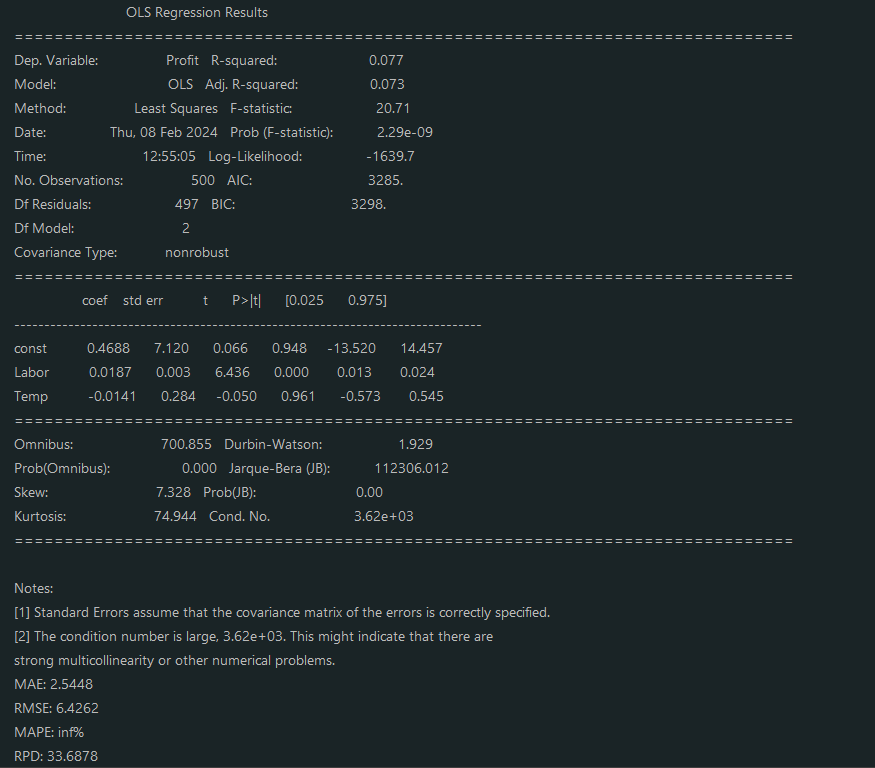 OLS Regression Results
==============================================================================
Dep. Variable: Profit R-squared: 0.077
Model: OLS Adj. R-squared: 0.073
Method: Least Squares F-statistic: 20.71
Date: Thu, 08 Feb 2024 Prob (F-statistic): 2.29e-09
Time: 12:55:05 Log-Likelihood: -1639.7
No. Observations: 500 AIC: 3285.
Df Residuals: 497 BIC: 3298.
Df Model: 2
Covariance Type: nonrobust
==============================================================================
coef std err t P>|t| [0.025 0.975]
------------------------------------------------------------------------------
const 0.4688 7.120 0.066 0.948 -13.520 14.457
Labor 0.0187 0.003 6.436 0.000 0.013 0.024
Temp -0.0141 0.284 -0.050 0.961 -0.573 0.545
==============================================================================
Omnibus: 700.855 Durbin-Watson: 1.929
Prob(Omnibus): 0.000 Jarque-Bera (JB): 112306.012
Skew: 7.328 Prob(JB): 0.00
Kurtosis: 74.944 Cond. No. 3.62e+03
==============================================================================
Notes:
[1] Standard Errors assume that the covariance matrix of the errors is correctly specified.
[2] The condition number is large, 3.62e+03. This might indicate that there are
strong multicollinearity or other numerical problems.
MAE: 2.5448
RMSE: 6.4262
MAPE: inf%
RPD: 33.6878